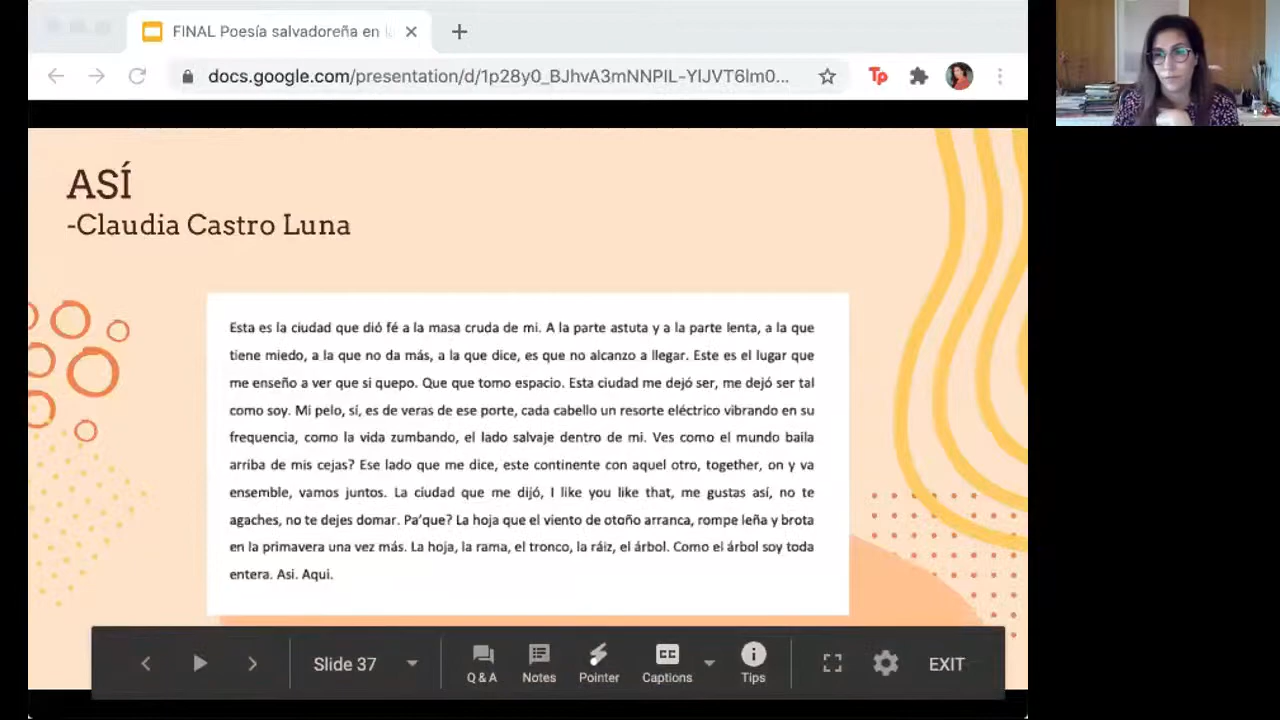 FINAL Poesía salvadoreña en
docs.google.com/presentation/d/1p28y0_BJhvA3mNNPIL-YlJVT6lm0...
Tp
ASÍ
-Claudia Castro Luna
Esta es la ciudad que dió fé a la masa cruda de mi. A la parte astuta y a la parte lenta, a la que
tiene miedo, a la que no da más, a la que dice, es que no alcanzo a llegar. Este es el lugar que
me enseño a ver que si quepo. Que que tomo espacio. Esta ciudad me dejó ser, me dejó ser tal
como soy. Mi pelo, sí, es de veras de ese porte, cada cabello un resorte eléctrico vibrando en su
frequencia, como la vida zumbando, el lado salvaje dentro de mi. Ves como el mundo baila
arriba de mis cejas? Ese lado que me dice, este continente con aquel otro, together, on y va
ensemble, vamos juntos. La ciudad que me dijó, I like you like that, me gustas así, no te
agaches, no te dejes domar. Pa'que? La hoja que el viento de otoño arranca, rompe leña y brota
en la primavera una vez más. La hoja, la rama, el tronco, la ráiz, el árbol. Como el árbol soy toda
entera. Asi. Aqui.
Slide 37
Q & A
Notes
Pointer
CC
Captions
Tips
EXIT